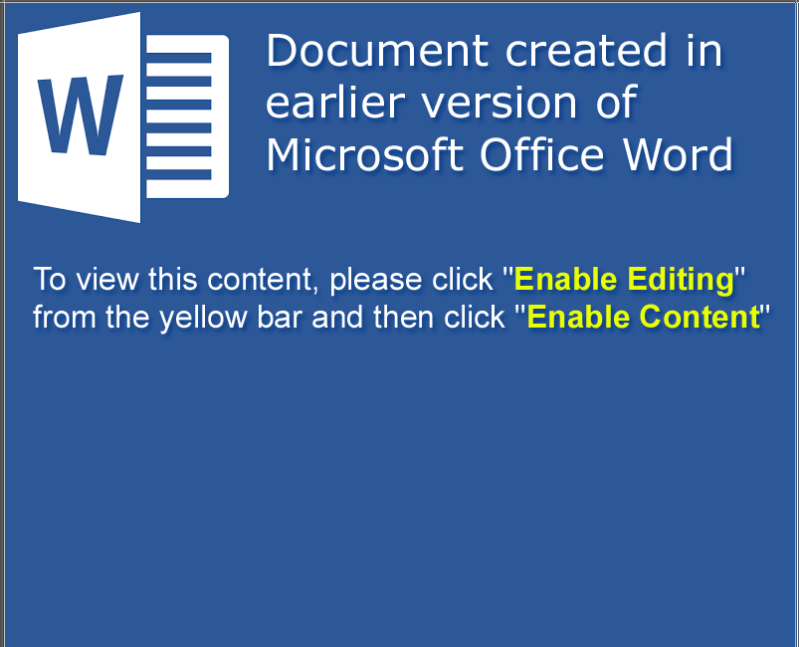 W
Document created in
earlier version of
Microsoft Office Word
To view this content, please click "Enable Editing"
from the yellow bar and then click "Enable Content"